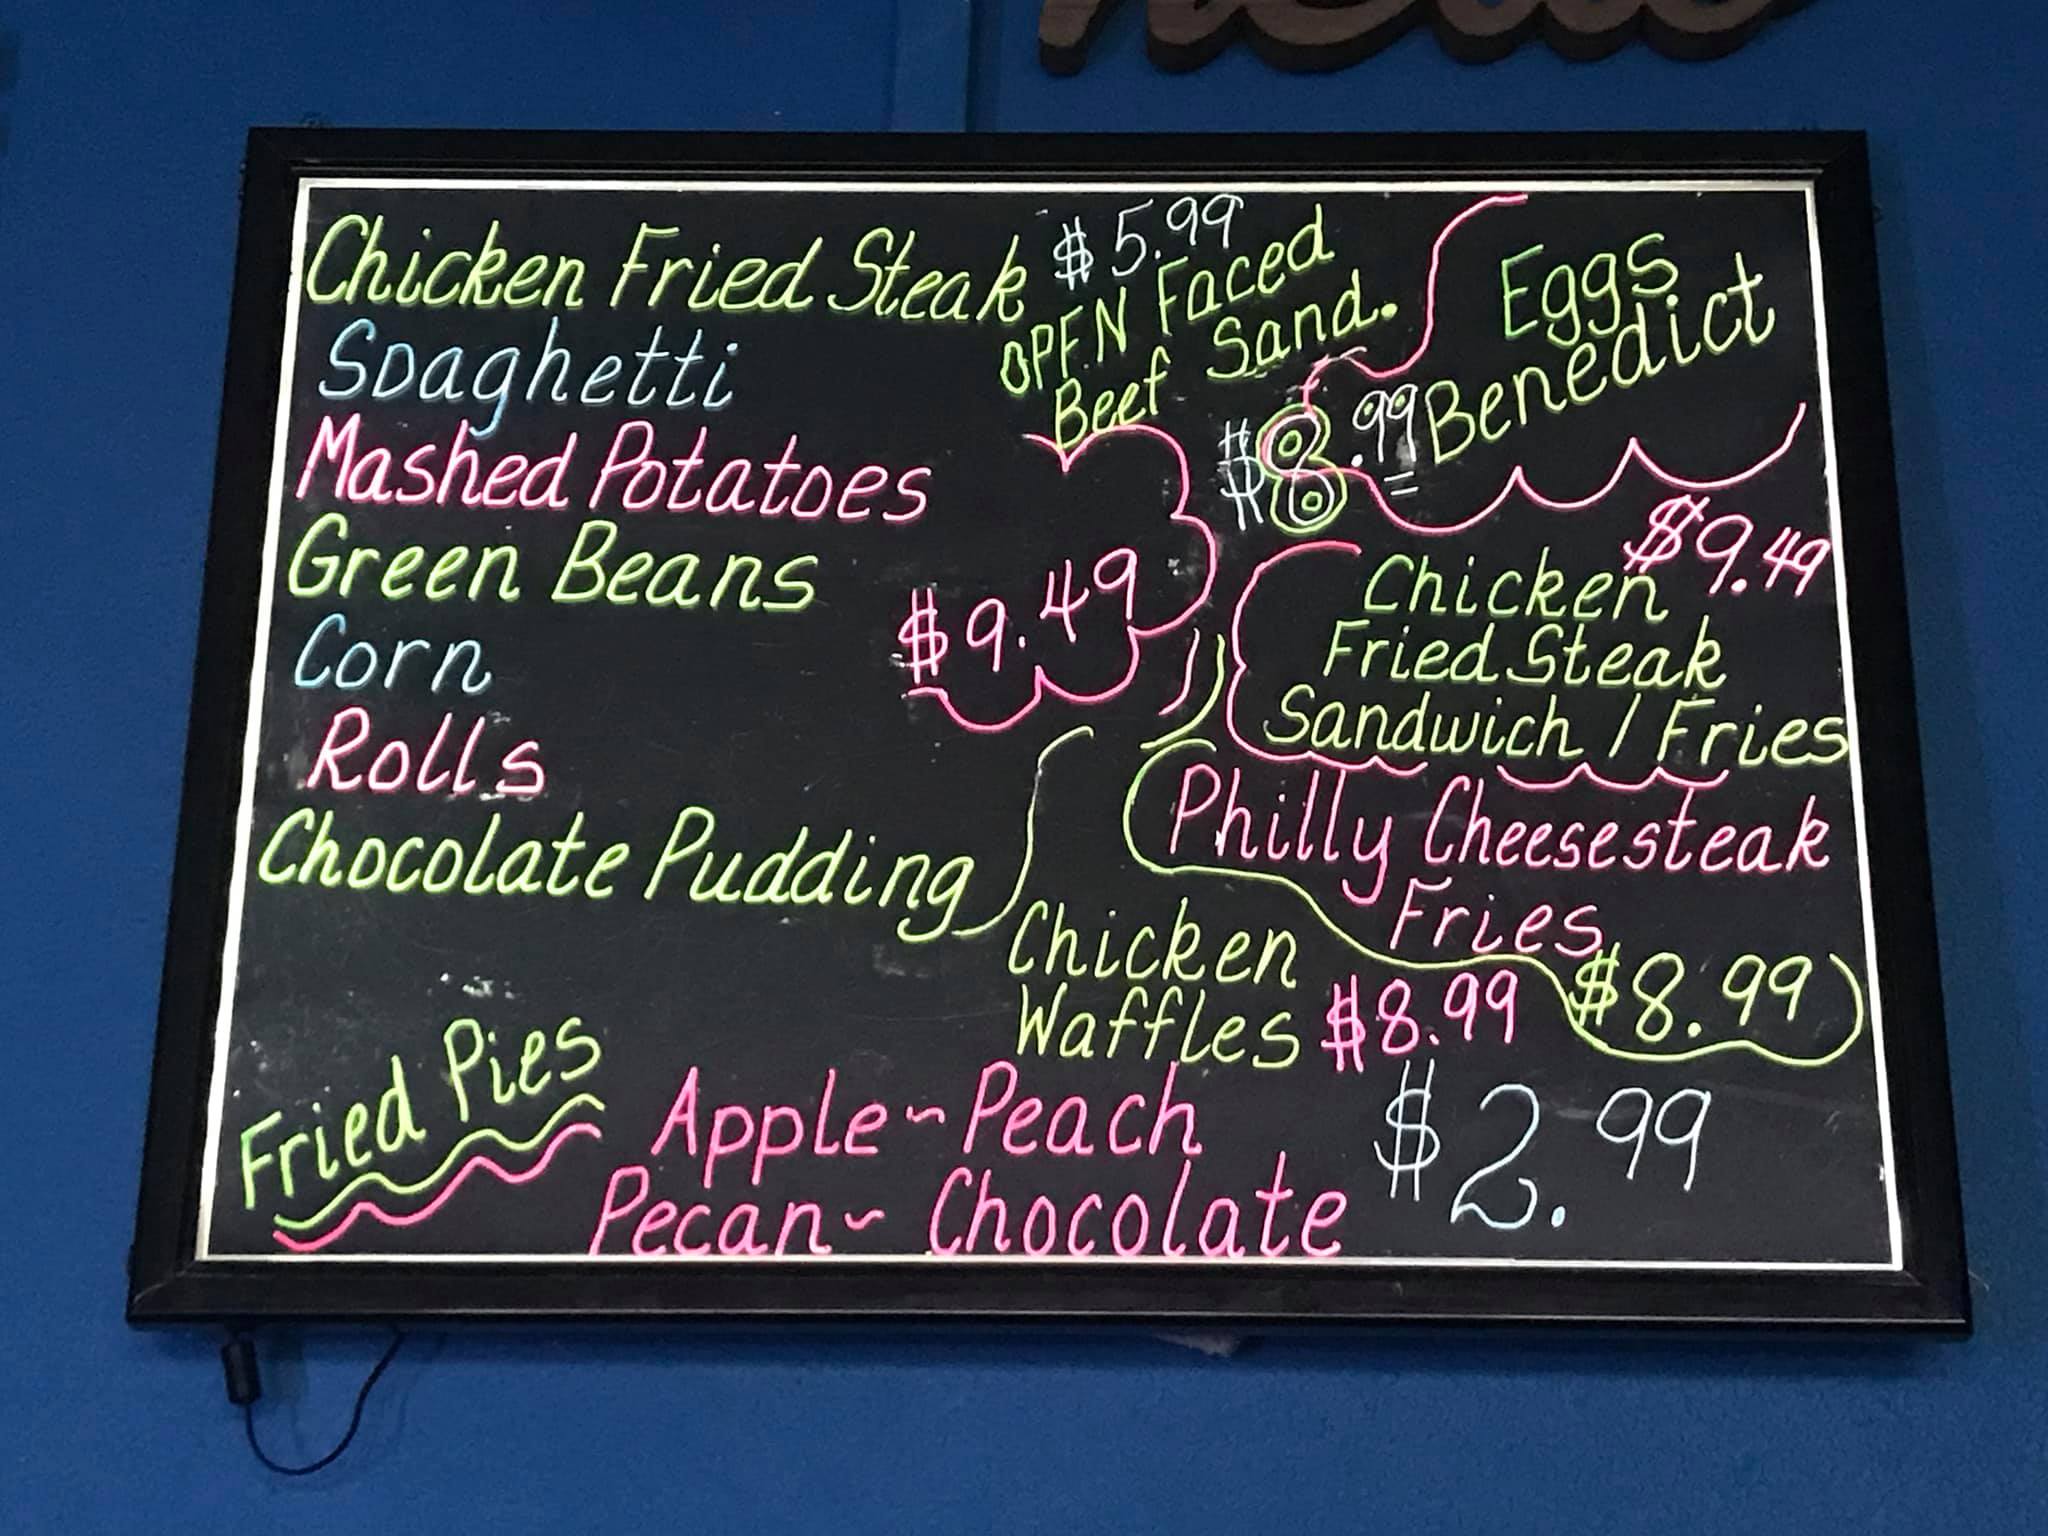 Chicken Fried Steak
Spaghetti
Mashed Potatoes
Green Beans
Corn
Rolls
Chocolate Pudding
$9.49
$5.99
OPEN Faced
Beef Sand.
Eggs
Benedict
$8.99
$9.49
Chicken
Fried Steak
Sandwich / Fries
Philly Cheesesteak
Fries
$8.99
Chicken
Waffles $8.99
Fried Pies
Apple~Peach
Pecan~Chocolate
$2.99